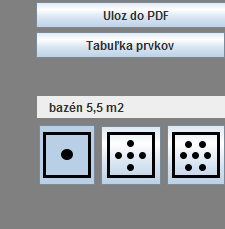 Uloz do PDF
Tabuľka prvkov
bazén 5,5 m2